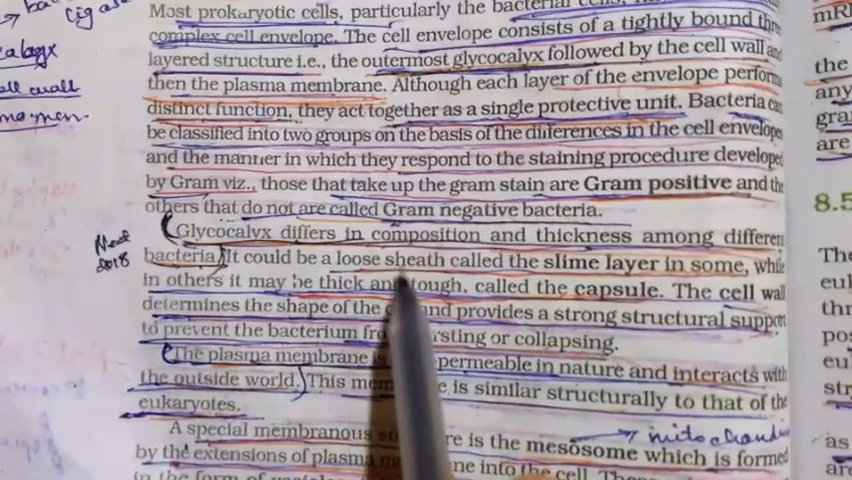 Most prokaryotic cells, particularly the bacterial cells,
complex cell envelope. The cell envelope consists of a tightly bound three
layered structure i.e., the outermost glycocalyx followed by the cell wall and
then the plasma membrane. Although each layer of the envelope performs
distinct function, they act together as a single protective unit. Bacteria can
be classified into two groups on the basis of the differences in the cell envelopes
and the manner in which they respond to the staining procedure developed
by Gram viz., those that take up the gram stain are Gram positive and the
others that do not are called Gram negative bacteria.
Glycocalyx differs in composition and thickness among different
bacteria. It could be a loose sheath called the slime layer in some, while
in others it may be thick and tough, called the capsule. The cell wall
determines the shape of the and provides a strong structural support
to prevent the bacterium bursting or collapsing.
The plasma membrane is permeable in nature and interacts with
the outside world. This is similar structurally to that of the
eukaryotes.
A special membranous is the mesosome which is formed
by the extensions of plasma into the cell.
Neet
2018
8.5
The
the
any
are
as